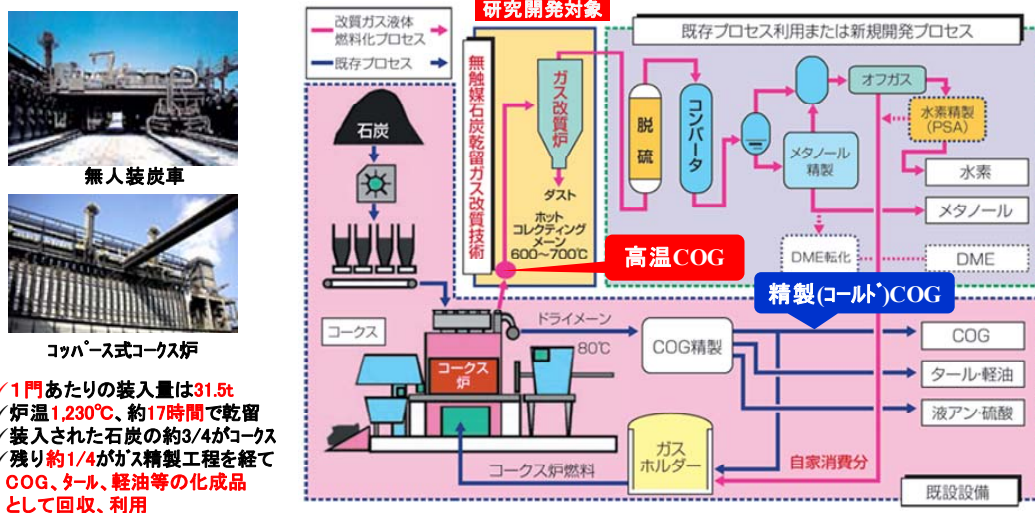 無人装炭車
コッパース式コークス炉
✓1門あたりの装入量は31.5t
✓炉温1,230℃、約17時間で乾留
✓装入された石炭の約3/4がコークス
✓残り約1/4がガス精製工程を経て
COG、タール、軽油等の化成品
として回収、利用
研究開発対象
改質ガス液体
燃料化プロセス
既存プロセス
無触媒石炭乾留ガス改質技術
既存プロセス利用または新規開発プロセス
石炭
ガス改質炉
ダスト
ホット
コレクティング
メーン
600〜700℃
脱硫
コンバータ
メタノール
精製
オフガス
水素精製
(PSA)
水素
メタノール
DME転化
DME
高温COG
精製(コールド)COG
コークス
コークス
炉
ドライメーン
80℃
COG精製
COG
タール・軽油
液アン・硫酸
ガス
ホルダー
コークス炉燃料
自家消費分
既設設備